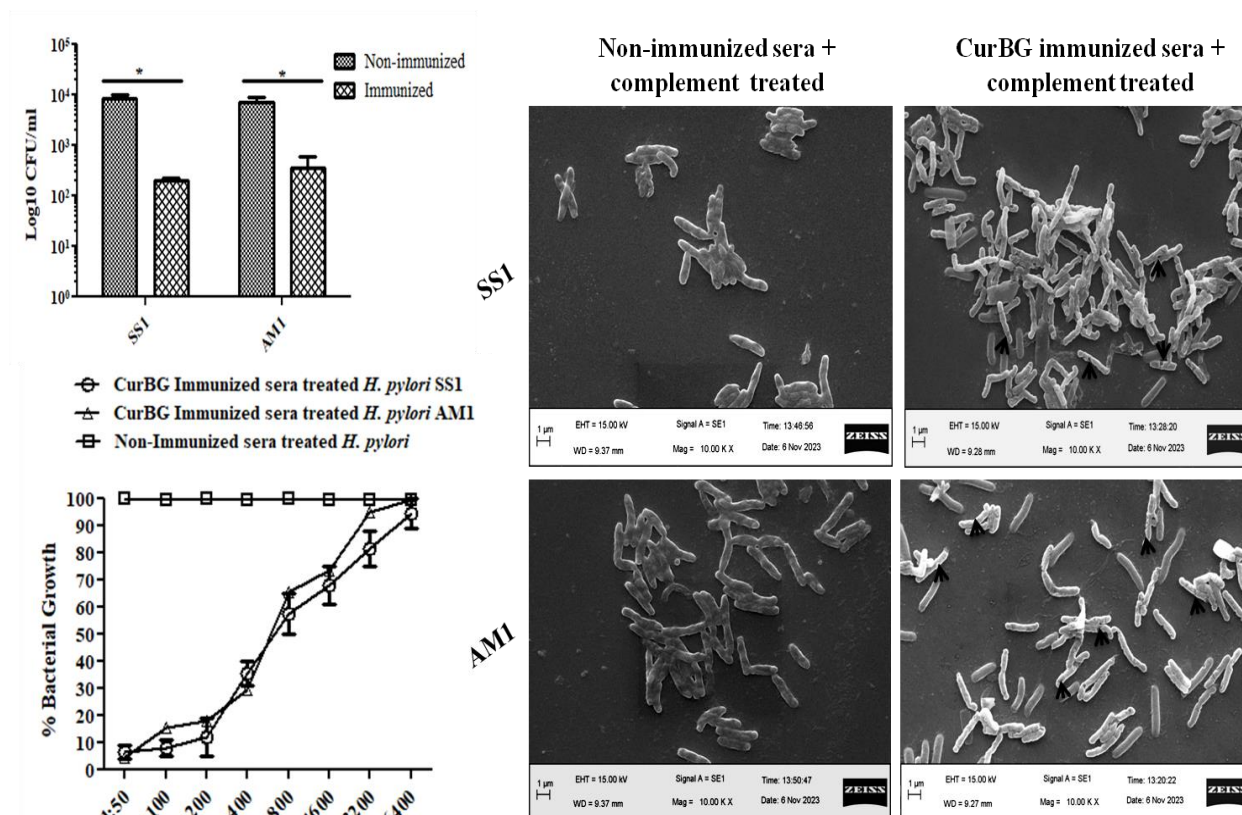 10⁵
10⁴
10³
10²
10¹
10⁰
Log10 CFU/ml
*
*
Non-immunized
Immunized
SS1
AM1
CurBG Immunized sera treated H. pylori SS1
CurBG Immunized sera treated H. pylori AM1
Non-Immunized sera treated H. pylori
100
90
80
70
60
50
40
30
20
10
0
% Bacterial Growth
100
200
400
800
Non-immunized sera +
complement treated
CurBG immunized sera +
complement treated
SS1
1 µm
EHT = 15.00 kV
Signal A = SE1
Time: 13:46:56
WD = 9.37 mm
Mag = 10.00 K X
Date: 6 Nov 2023
ZEISS
1 µm
EHT = 15.00 kV
Signal A = SE1
Time: 13:28:20
WD = 9.28 mm
Mag = 10.00 K X
Date: 6 Nov 2023
ZEISS
AM1
1 µm
EHT = 15.00 kV
Signal A = SE1
Time: 13:50:47
WD = 9.37 mm
Mag = 10.00 K X
Date: 6 Nov 2023
ZEISS
1 µm
EHT = 15.00 kV
Signal A = SE1
Time: 13:20:22
WD = 9.27 mm
Mag = 10.00 K X
Date: 6 Nov 2023
ZEISS